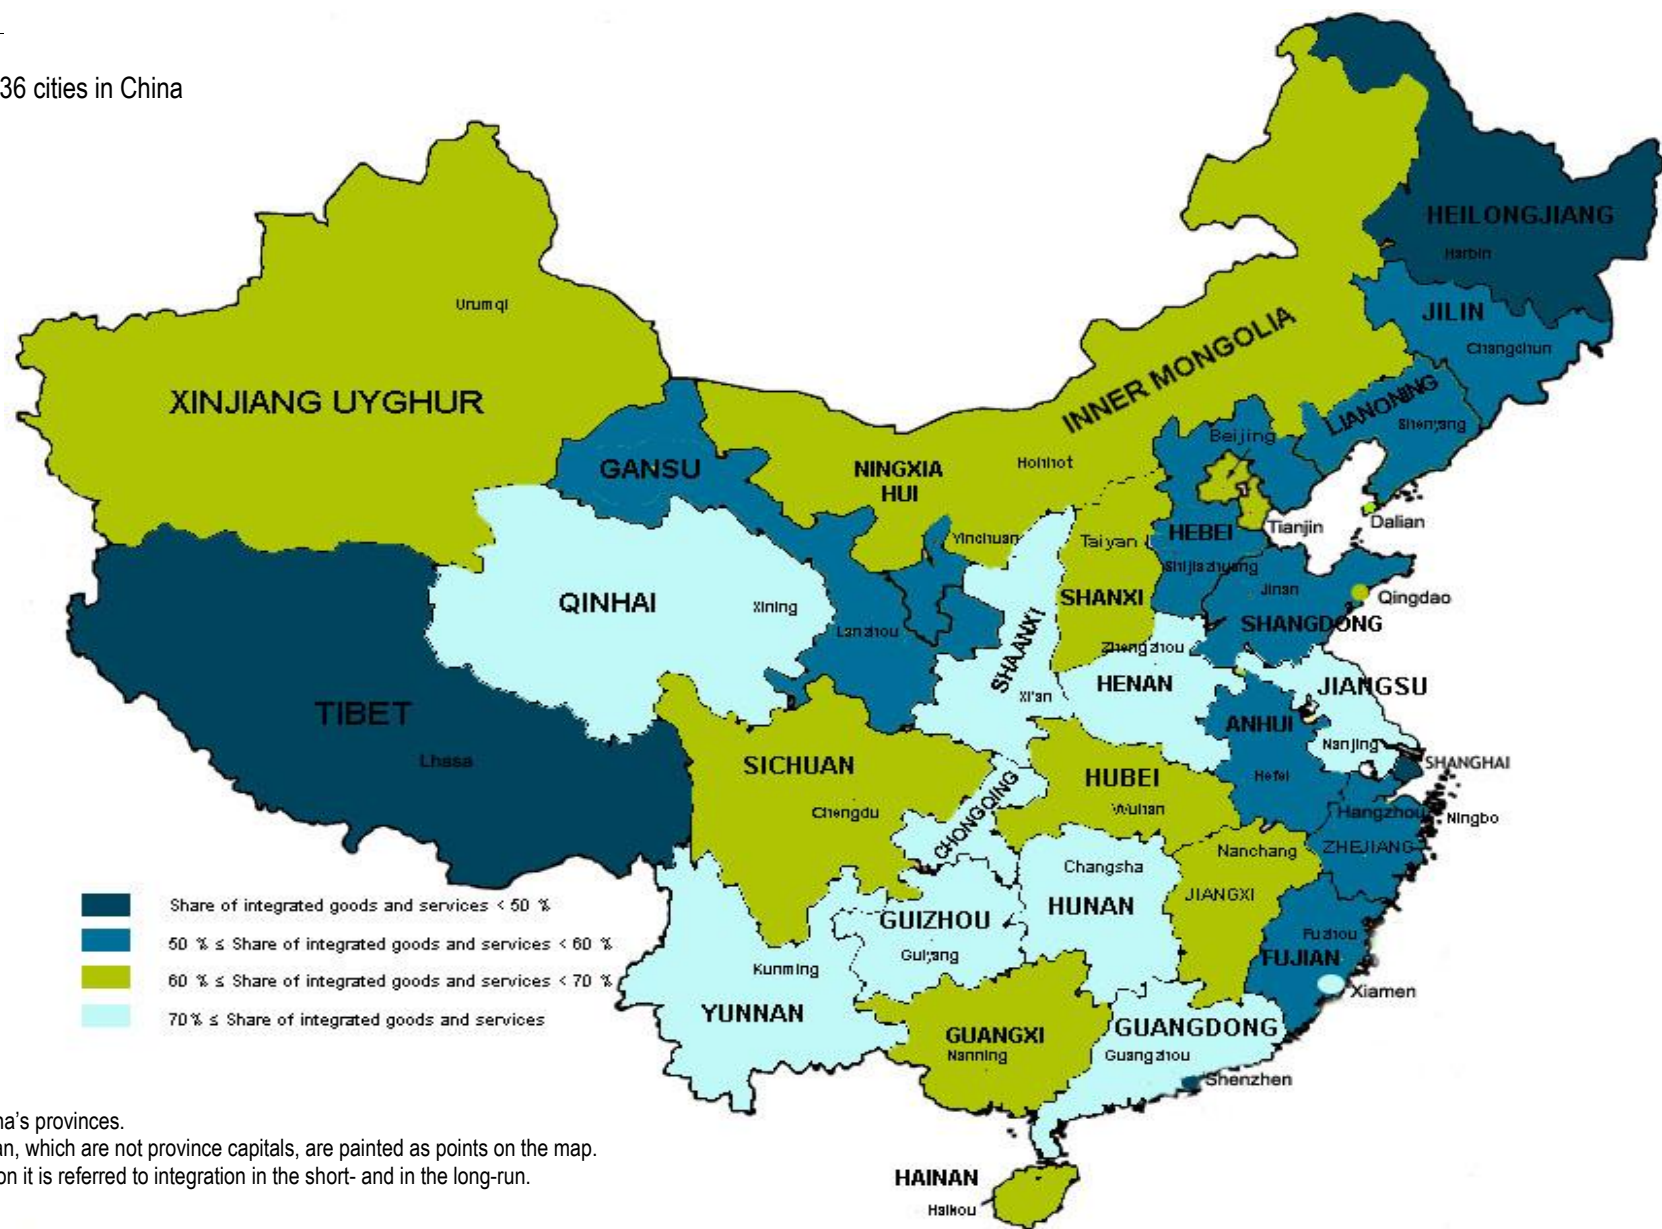 36 cities in China
HEILONGJIANG
Harbin
JILIN
Changchun
Urumqi
INNER MONGOLIA
XINJIANG UYGHUR
LIANONING
Shenyang
Beijing
GANSU
NINGXIA
HUI
Hohhot
Tianjin
Dalian
HEBEI
Yinchuan
Taiyan
Shijiazhuang
Jinan
Qingdao
QINHAI
Xining
SHANXI
SHANGDONG
Lanzhou
SHAANXI
Zhengzhou
Xi'an
HENAN
JIANGSU
TIBET
ANHUI
Nanjing
Lhasa
SICHUAN
HUBEI
Hefei
SHANGHAI
Chengdu
CHONGQING
Wuhan
Hangzhou
Ningbo
Changsha
Nanchang
ZHEJIANG
JIANGXI
HUNAN
GUIZHOU
Guiyang
Fuzhou
FUJIAN
Kunming
Xiamen
YUNNAN
GUANGXI
Nanning
GUANGDONG
Guangzhou
Shenzhen
HAINAN
Haikou
Share of integrated goods and services < 50 %
50 % ≤ Share of integrated goods and services < 60 %
60 % ≤ Share of integrated goods and services < 70 %
70% ≤ Share of integrated goods and services
na's provinces.
an, which are not province capitals, are painted as points on the map.
on it is referred to integration in the short- and in the long-run.